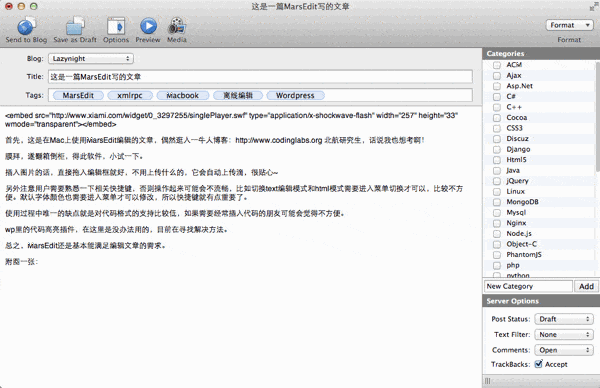 这是一篇MarsEdit写的文章
Send to Blog
Save as Draft
Options
Preview
Media
Format
Format
Blog: Lazynight
Title: 这是一篇MarsEdit写的文章
Tags: MarsEdit xmlrpc Macbook 离线编辑 Wordpress
<embed src="http://www.xiami.com/widget/0_3297255/singlePlayer.swf" type="application/x-shockwave-flash" width="257" height="33"
wmode="transparent"></embed>
首先，这是在Mac上使用MarsEdit编辑的文章，偶然逛入一牛人博客：http://www.codinglabs.org 北航研究生，话说我也想考啊！
膜拜，遂翻箱倒柜，得此软件，小试一下。
插入图片的话，直接拖入编辑框就好，不用上传什么的，它会自动上传滴，很贴心~
另外注意用户需要熟悉一下相关快捷键，否则操作起来可能会不流畅，比如切换text编辑模式和html模式需要进入菜单切换才可以，比较不方
便。默认字体颜色也需要进入菜单才可以修改，所以快捷键就有点重要了。
使用过程中唯一的缺点就是对代码格式的支持比较低，如果需要经常插入代码的朋友可能会觉得不方便。
wp里的代码高亮插件，在这里是没办法用的，目前在寻找解决方法。
总之，MarsEdit还是基本能满足编辑文章的需求。
附图一张：
Categories
ACM
Ajax
Asp.Net
C#
C++
Cocoa
CSS3
Discuz
Django
Html5
Java
jQuery
Linux
MongoDB
Mysql
Nginx
Node.js
Object-C
PhantomJS
php
python
New Category Add
Server Options
Post Status: Draft
Text Filter: None
Comments: Open
TrackBacks: Accept